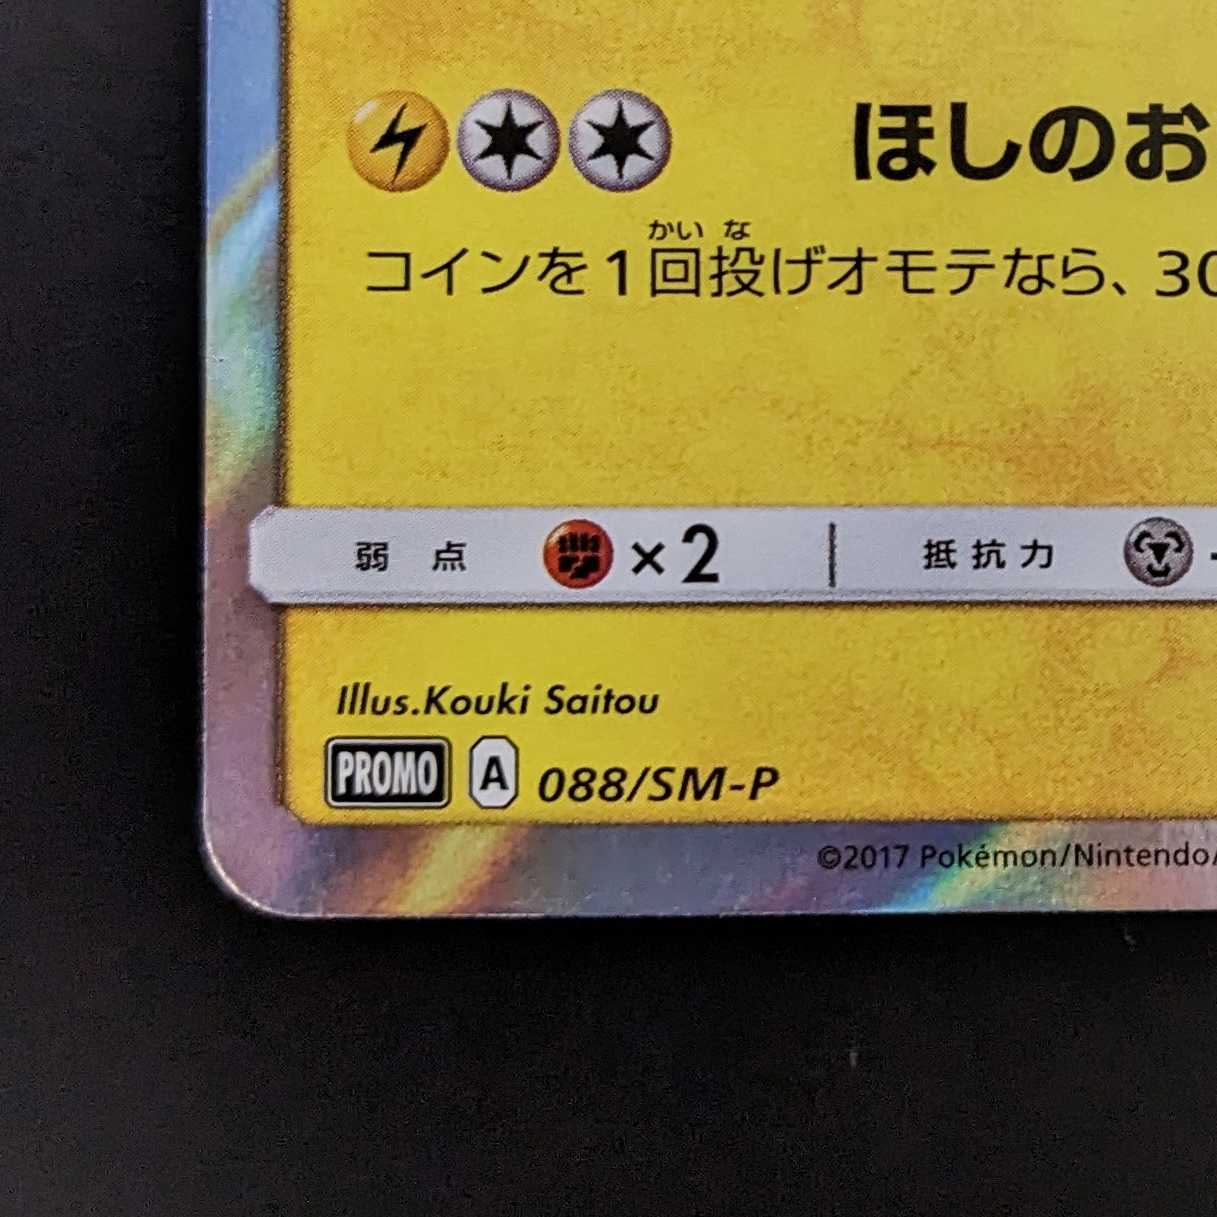 ほしのお
かい な
コインを1回投げオモテなら、30
弱点 ×2 抵抗力
Illus.Kouki Saitou
PROMO A 088/SM-P
©2017 Pokémon/Nintendo/